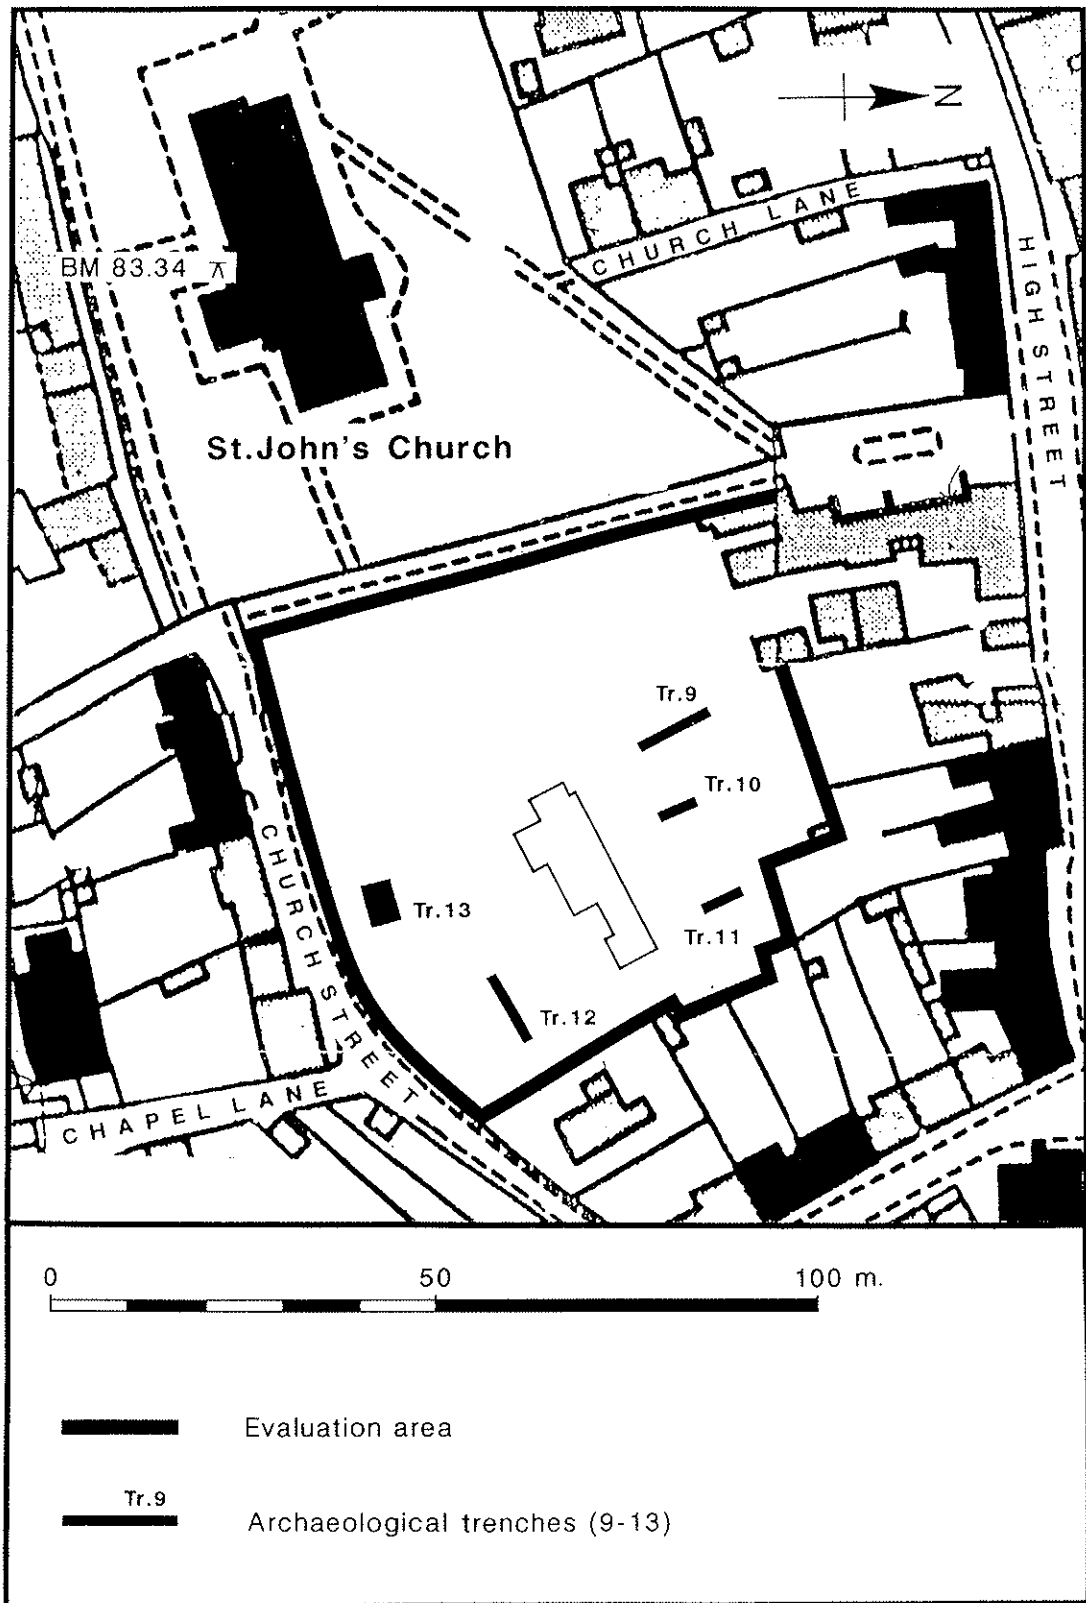 N
CHURCH LANE
BM 83.34
HIGH STREET
St.John's Church
Tr.9
Tr.10
CHURCH STREET
Tr.13
Tr.11
Tr.12
CHAPEL LANE
0 50 100 m.
Evaluation area
Tr.9
Archaeological trenches (9-13)